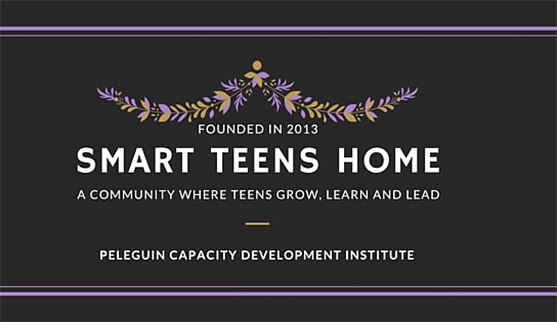 FOUNDED IN 2013
SMART TEENS HOME
A COMMUNITY WHERE TEENS GROW, LEARN AND LEAD
PELEGUIN CAPACITY DEVELOPMENT INSTITUTE